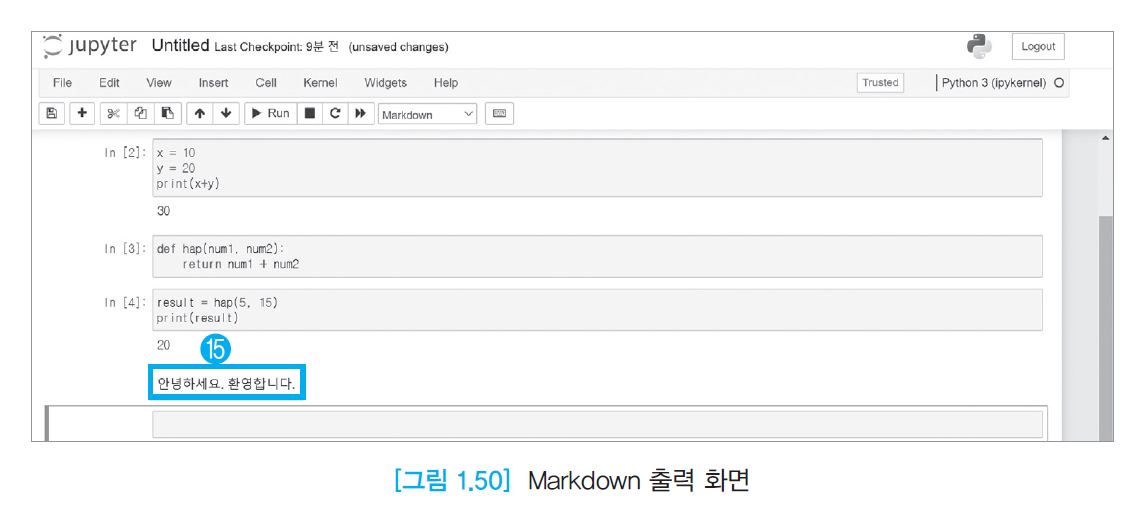 jupyter Untitled Last Checkpoint: 9분 전 (unsaved changes) Logout
File Edit View Insert Cell Kernel Widgets Help Trusted Python 3 (ipykernel)
Run Markdown
In [2]: x = 10
y = 20
print(x+y)
30
In [3]: def hap(num1, num2):
return num1 + num2
In [4]: result = hap(5, 15)
print(result)
20
15
안녕하세요. 환영합니다.
[그림 1.50] Markdown 출력 화면